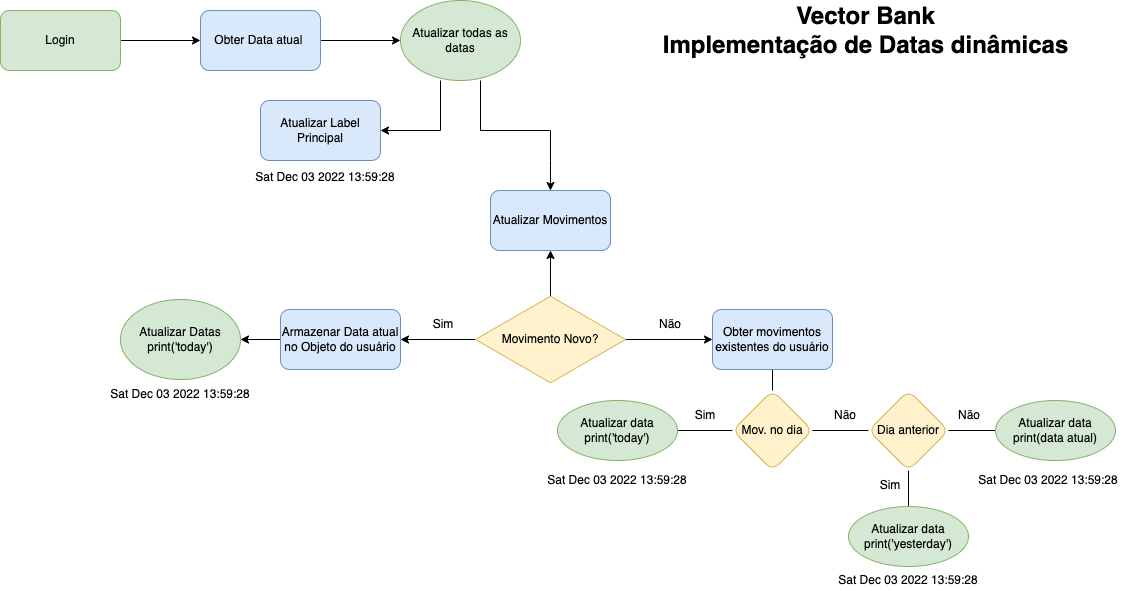 Vector Bank
Implementação de Datas dinâmicas
Login
Obter Data atual
Atualizar todas as
datas
Atualizar Label
Principal
Sat Dec 03 2022 13:59:28
Atualizar Movimentos
Movimento Novo?
Sim
Não
Armazenar Data atual
no Objeto do usuário
Atualizar Datas
print('today')
Sat Dec 03 2022 13:59:28
Obter movimentos
existentes do usuário
Mov. no dia
Sim
Não
Atualizar data
print('today')
Sat Dec 03 2022 13:59:28
Dia anterior
Não
Sim
Atualizar data
print(data atual)
Sat Dec 03 2022 13:59:28
Atualizar data
print('yesterday')
Sat Dec 03 2022 13:59:28